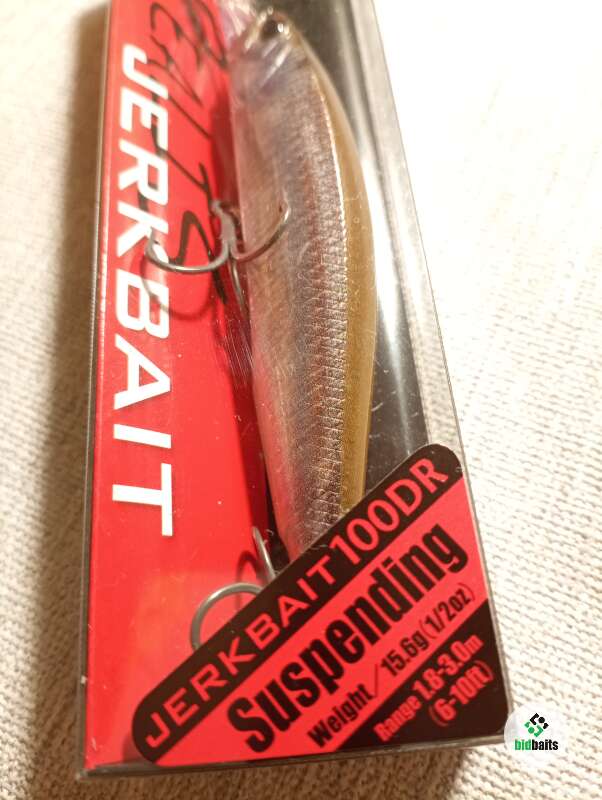 JERKBAIT
JERKBAIT100DR
Suspending
Weight/15.6g(1/2oz)
Range 1.8-3.0m
(6-10ft)
bidbaits